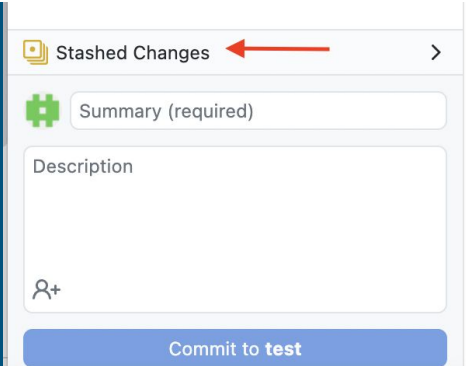 Stashed Changes
Summary (required)
Description
Commit to test